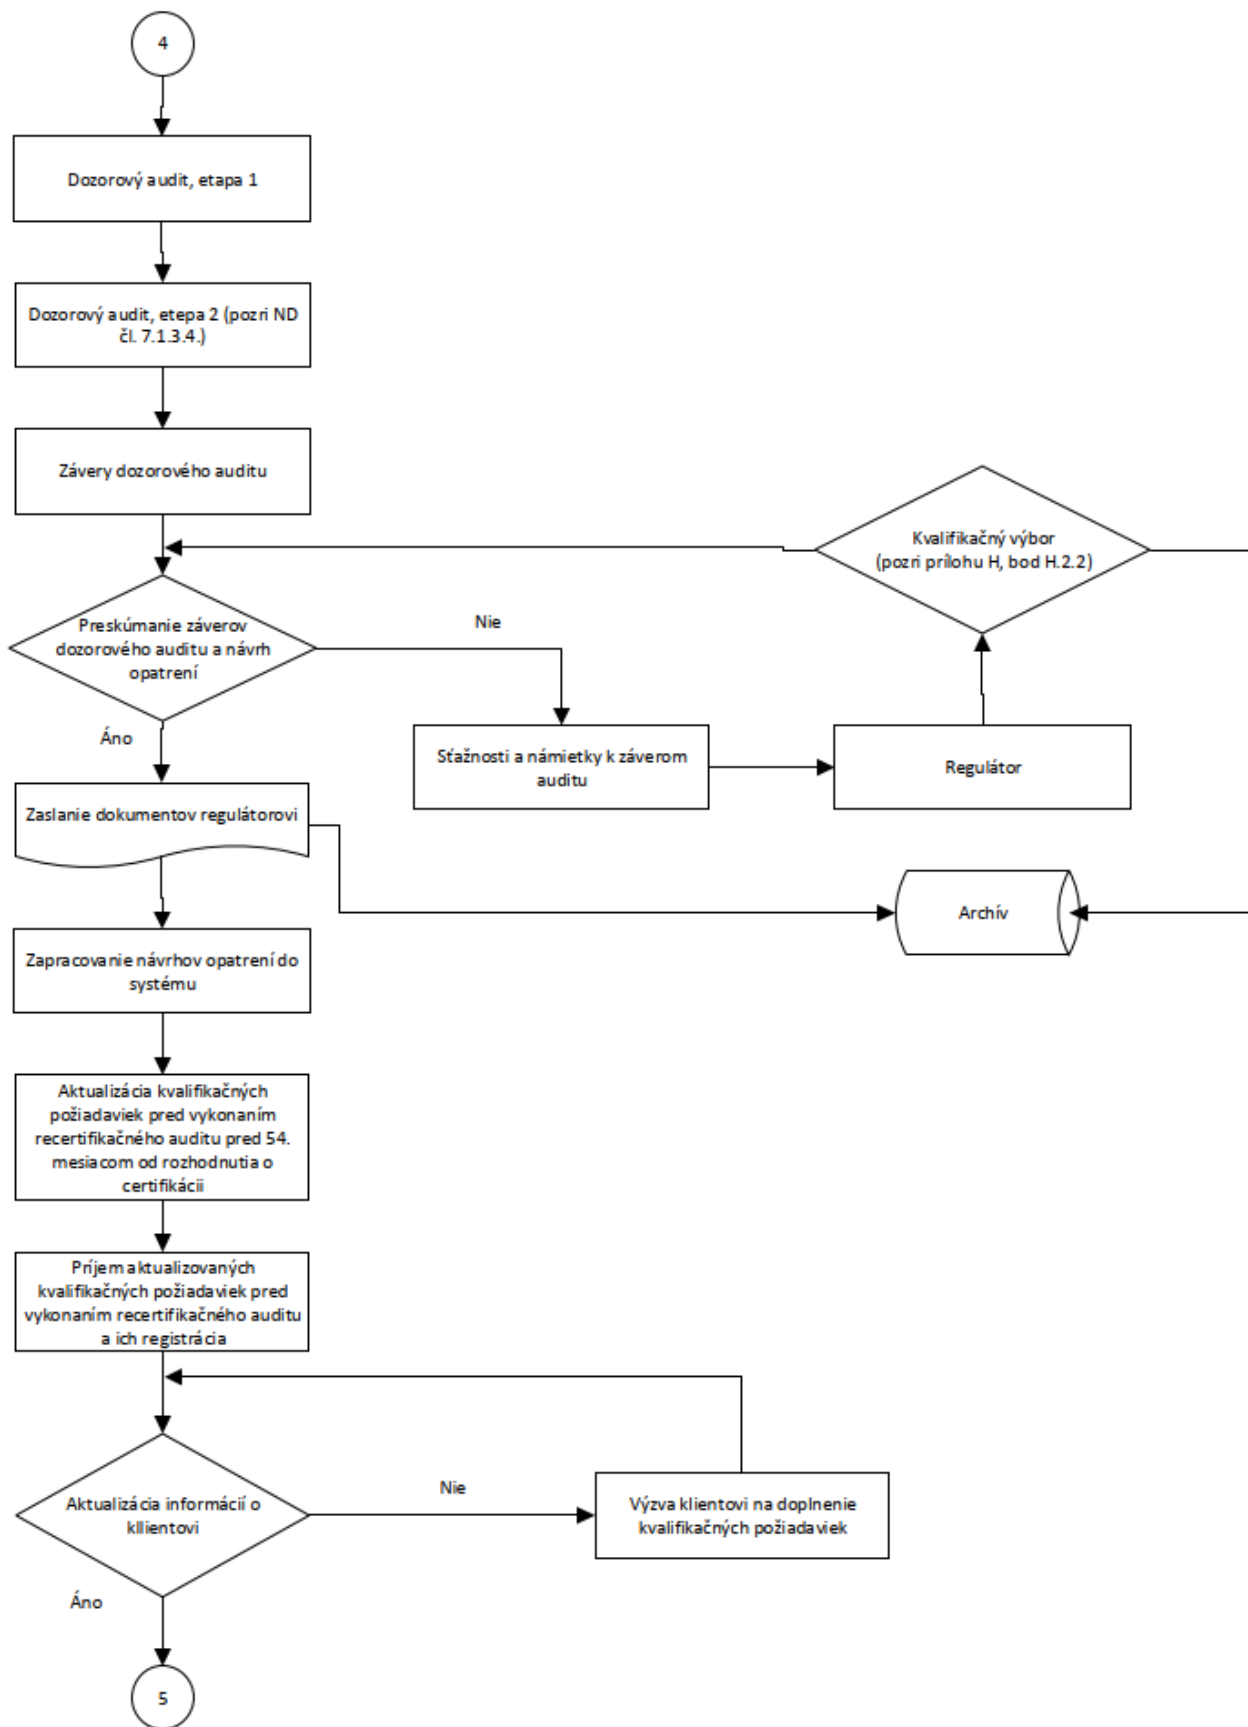 4
Dozorový audit, etapa 1
Dozorový audit, etepa 2 (pozri ND
čl. 7.1.3.4.)
Závery dozorového auditu
Kvalifikačný výbor
(pozri prílohu H, bod H.2.2)
Preskúmanie záverov
dozorového auditu a návrh
opatrení
Nie
Áno
Sťažnosti a námietky k záverom
auditu
Regulátor
Zaslanie dokumentov regulátorovi
Archív
Zapracovanie návrhov opatrení do
systému
Aktualizácia kvalifikačných
požiadaviek pred vykonaním
recertifikačného auditu pred 54.
mesiacom od rozhodnutia o
certifikácii
Príjem aktualizovaných
kvalifikačných požiadaviek pred
vykonaním recertifikačného auditu
a ich registrácia
Aktualizácia informácií o
kllientovi
Nie
Výzva klientovi na doplnenie
kvalifikačných požiadaviek
Áno
5